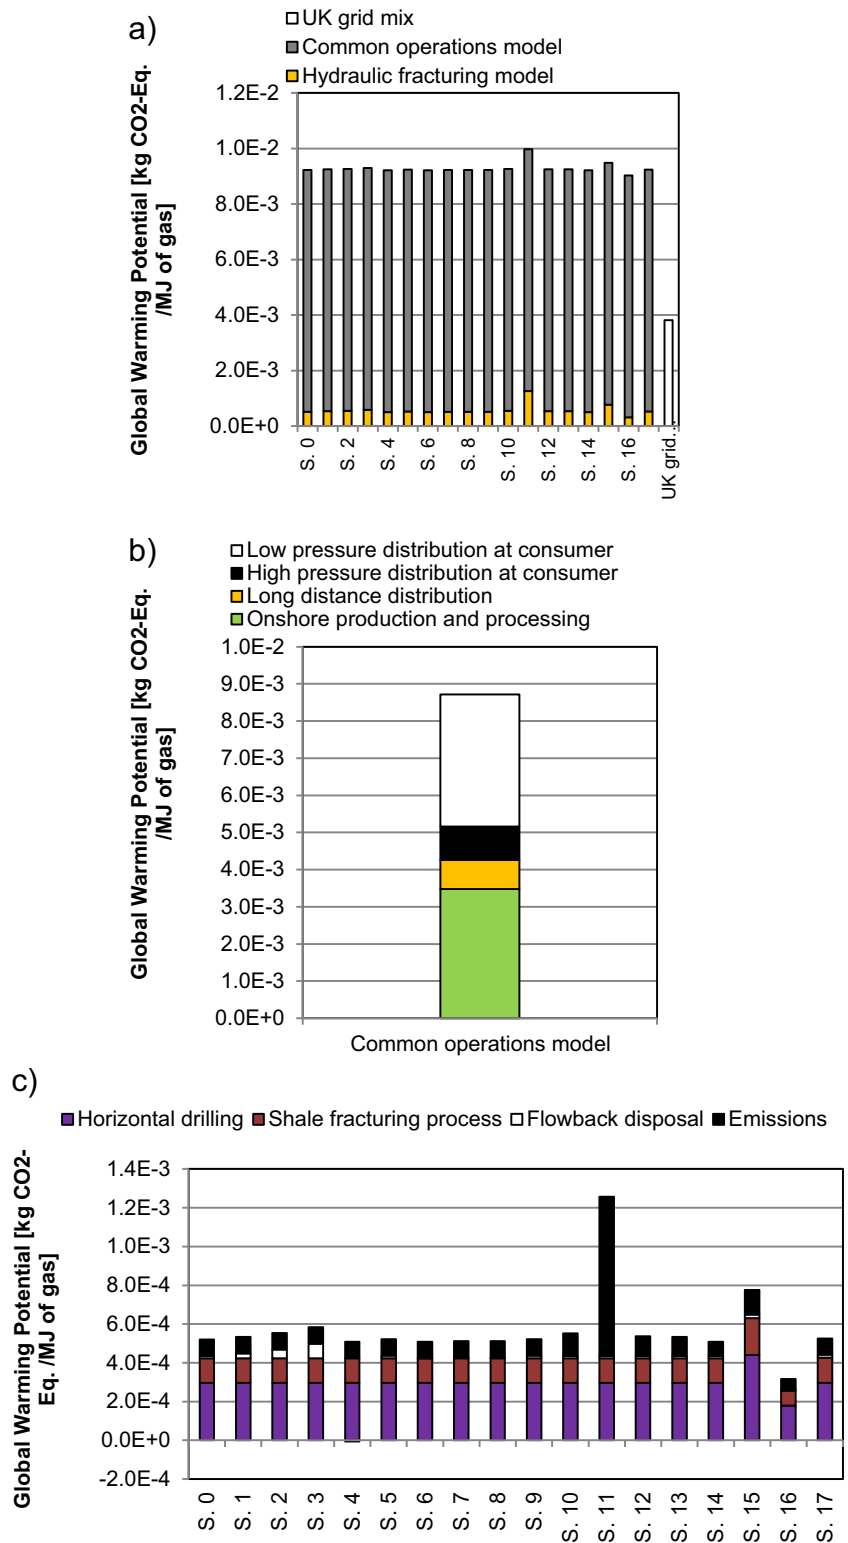 a)
UK grid mix
Common operations model
Hydraulic fracturing model
Global Warming Potential [kg CO2-Eq.
/MJ of gas]
1.2E-2
1.0E-2
8.0E-3
6.0E-3
4.0E-3
2.0E-3
0.0E+0
S. 0
S. 2
S. 4
S. 6
S. 8
S. 10
S. 12
S. 14
S. 16
UK grid...
b)
Low pressure distribution at consumer
High pressure distribution at consumer
Long distance distribution
Onshore production and processing
Global Warming Potential [kg CO2-Eq.
/MJ of gas]
1.0E-2
9.0E-3
8.0E-3
7.0E-3
6.0E-3
5.0E-3
4.0E-3
3.0E-3
2.0E-3
1.0E-3
0.0E+0
Common operations model
c)
Horizontal drilling Shale fracturing process Flowback disposal Emissions
Global Warming Potential [kg CO2-
Eq. /MJ of gas]
1.4E-3
1.2E-3
1.0E-3
8.0E-4
6.0E-4
4.0E-4
2.0E-4
0.0E+0
-2.0E-4
S. 0
S. 1
S. 2
S. 3
S. 4
S. 5
S. 6
S. 7
S. 8
S. 9
S. 10
S. 11
S. 12
S. 13
S. 14
S. 15
S. 16
S. 17